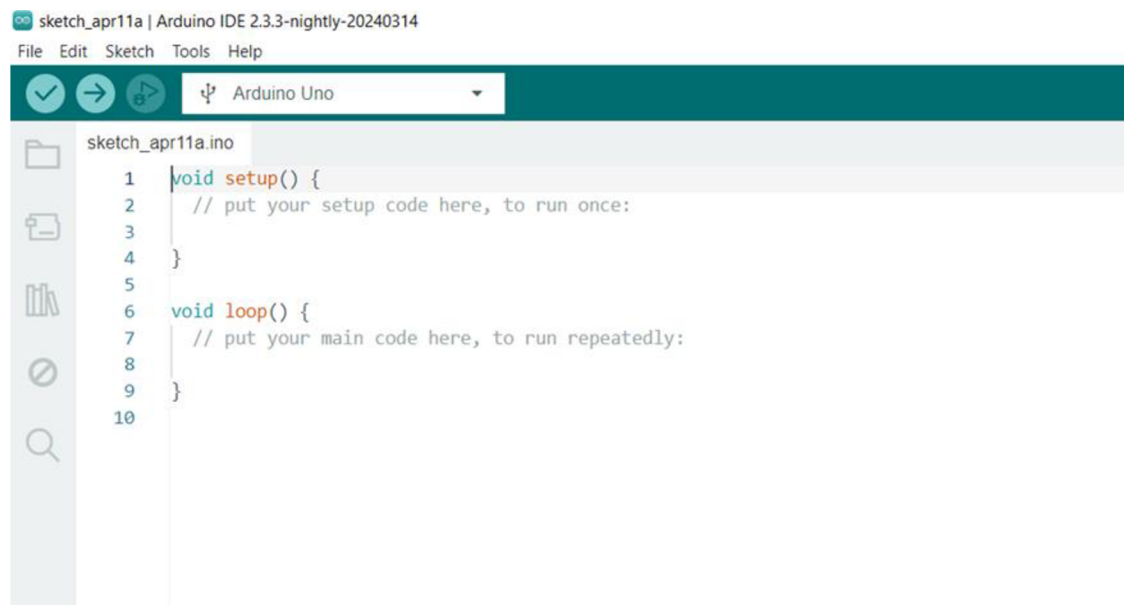 sketch_apr11a | Arduino IDE 2.3.3-nightly-20240314
File Edit Sketch Tools Help
Arduino Uno
sketch_apr11a.ino
1 void setup() {
2 // put your setup code here, to run once:
3
4 }
5
6 void loop() {
7 // put your main code here, to run repeatedly:
8
9 }
10